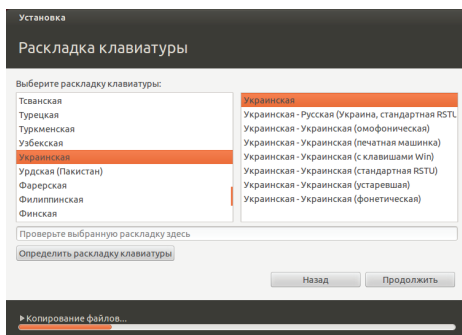 Установка
Раскладка клавиатуры
Выберите раскладку клавиатуры:
Тсванская
Турецкая
Туркменская
Узбекская
Украинская
Урдская (Пакистан)
Фарерская
Филиппинская
Финская
Украинская
Украинская - Русская (Украина, стандартная RSTU
Украинская - Украинская (омофоническая)
Украинская - Украинская (печатная машинка)
Украинская - Украинская (с клавишами Win)
Украинская - Украинская (стандартная RSTU)
Украинская - Украинская (устаревшая)
Украинская - Украинская (фонетическая)
Проверьте выбранную раскладку здесь
Определить раскладку клавиатуры
Назад
Продолжить
Копирование файлов...